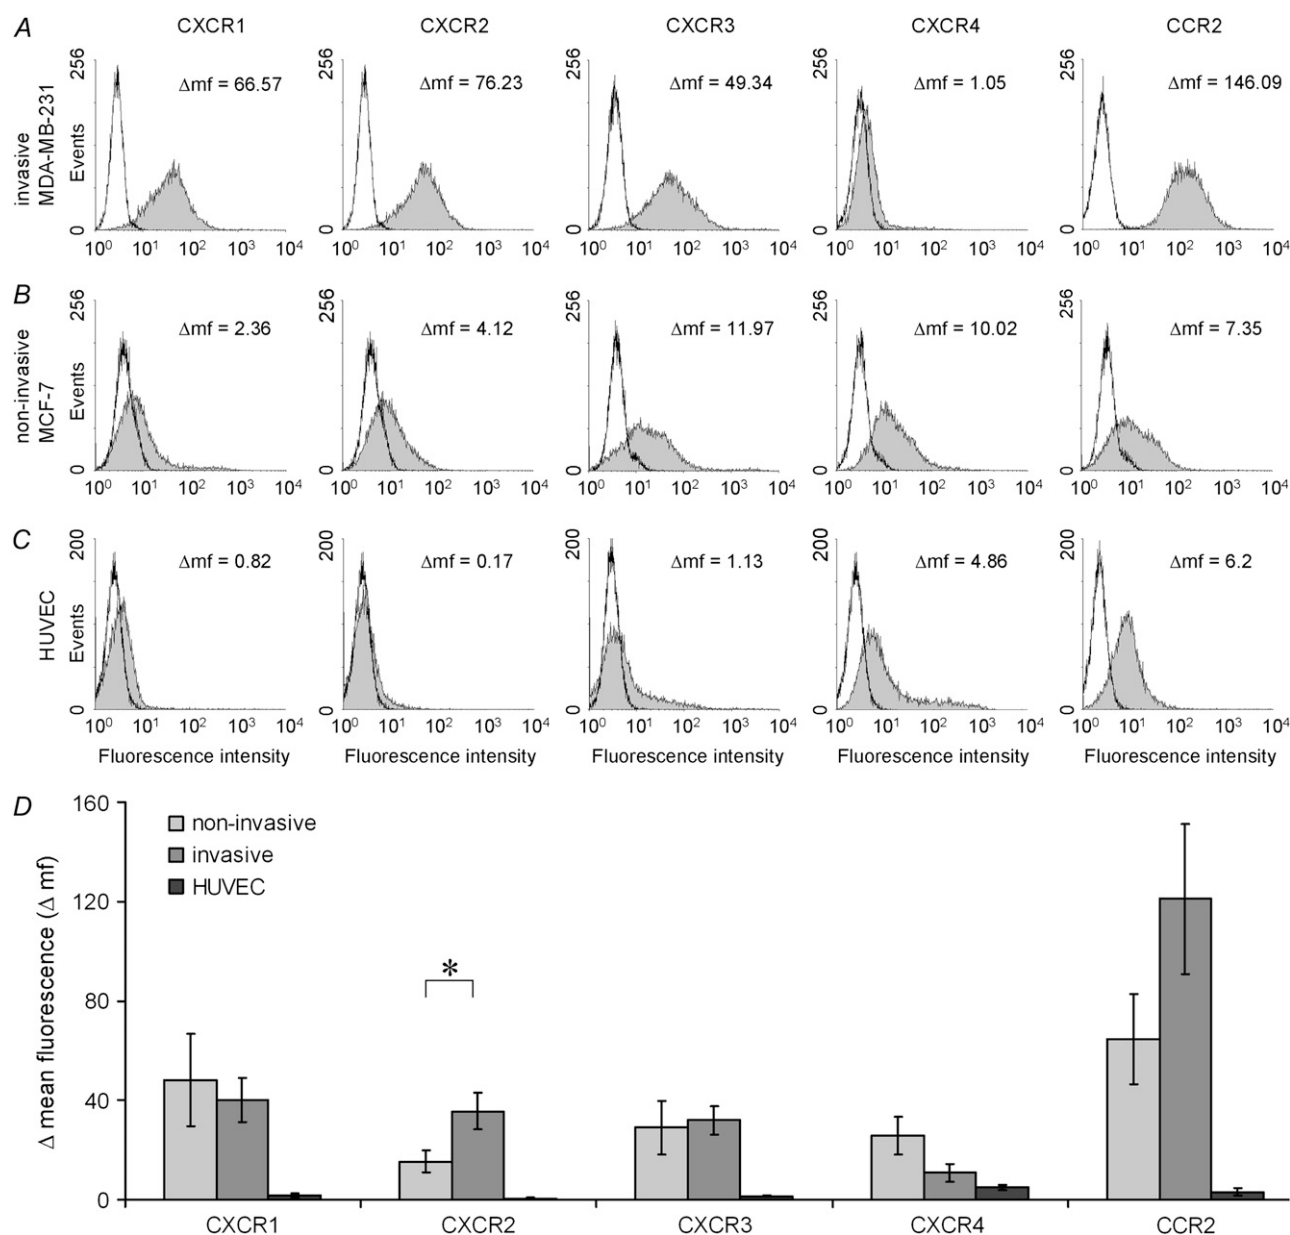 A CXCR1 CXCR2 CXCR3 CXCR4 CCR2
invasive
MDA-MB-231
Events
256 256 256 256 256
Δmf = 66.57 Δmf = 76.23 Δmf = 49.34 Δmf = 1.05 Δmf = 146.09
0 0 0 0 0
10⁰ 10¹ 10² 10³ 10⁴ 10⁰ 10¹ 10² 10³ 10⁴ 10⁰ 10¹ 10² 10³ 10⁴ 10⁰ 10¹ 10² 10³ 10⁴ 10⁰ 10¹ 10² 10³ 10⁴
B
non-invasive
MCF-7
Events
256 256 256 256 256
Δmf = 2.36 Δmf = 4.12 Δmf = 11.97 Δmf = 10.02 Δmf = 7.35
0 0 0 0 0
10⁰ 10¹ 10² 10³ 10⁴ 10⁰ 10¹ 10² 10³ 10⁴ 10⁰ 10¹ 10² 10³ 10⁴ 10⁰ 10¹ 10² 10³ 10⁴ 10⁰ 10¹ 10² 10³ 10⁴
C
HUVEC
Events
200 200 200 200 200
Δmf = 0.82 Δmf = 0.17 Δmf = 1.13 Δmf = 4.86 Δmf = 6.2
0 0 0 0 0
10⁰ 10¹ 10² 10³ 10⁴ 10⁰ 10¹ 10² 10³ 10⁴ 10⁰ 10¹ 10² 10³ 10⁴ 10⁰ 10¹ 10² 10³ 10⁴ 10⁰ 10¹ 10² 10³ 10⁴
Fluorescence intensity Fluorescence intensity Fluorescence intensity Fluorescence intensity Fluorescence intensity
D
Δ mean fluorescence (Δ mf)
160
120
80
40
0
non-invasive
invasive
HUVEC
*
CXCR1 CXCR2 CXCR3 CXCR4 CCR2